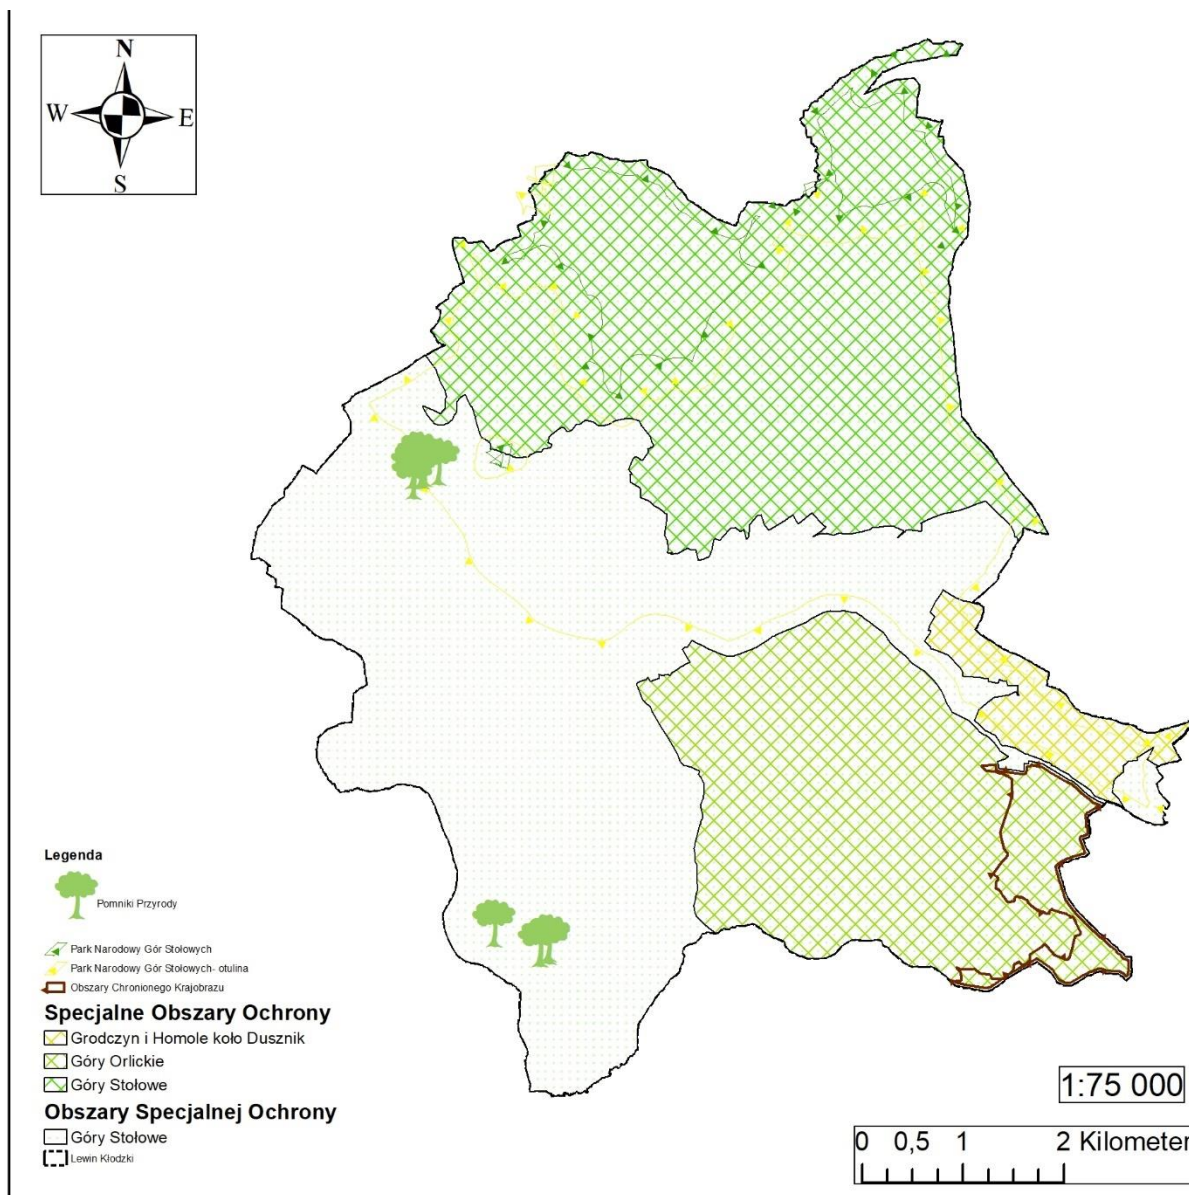 N
W E
S
Legenda
Pomniki Przyrody
Park Narodowy Gór Stołowych
Park Narodowy Gór Stołowych- otulina
Obszary Chronionego Krajobrazu
Specjalne Obszary Ochrony
Grodczyn i Homole koło Dusznik
Góry Orlickie
Góry Stołowe
Obszary Specjalnej Ochrony
Góry Stołowe
Lewin Kłodzki
1:75 000
0 0,5 1 2 Kilometer